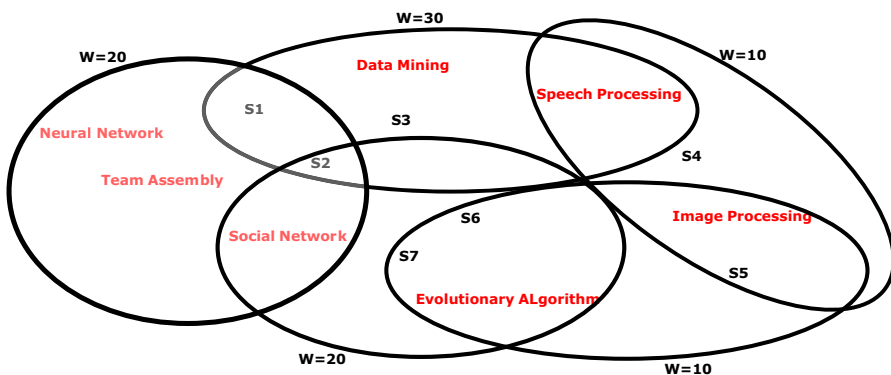 W=30
W=20
W=10
Data Mining
Speech Processing
S1
S3
Neural Network
S2
S4
Team Assembly
S6
Image Processing
Social Network
S7
S5
Evolutionary ALgorithm
W=20
W=10